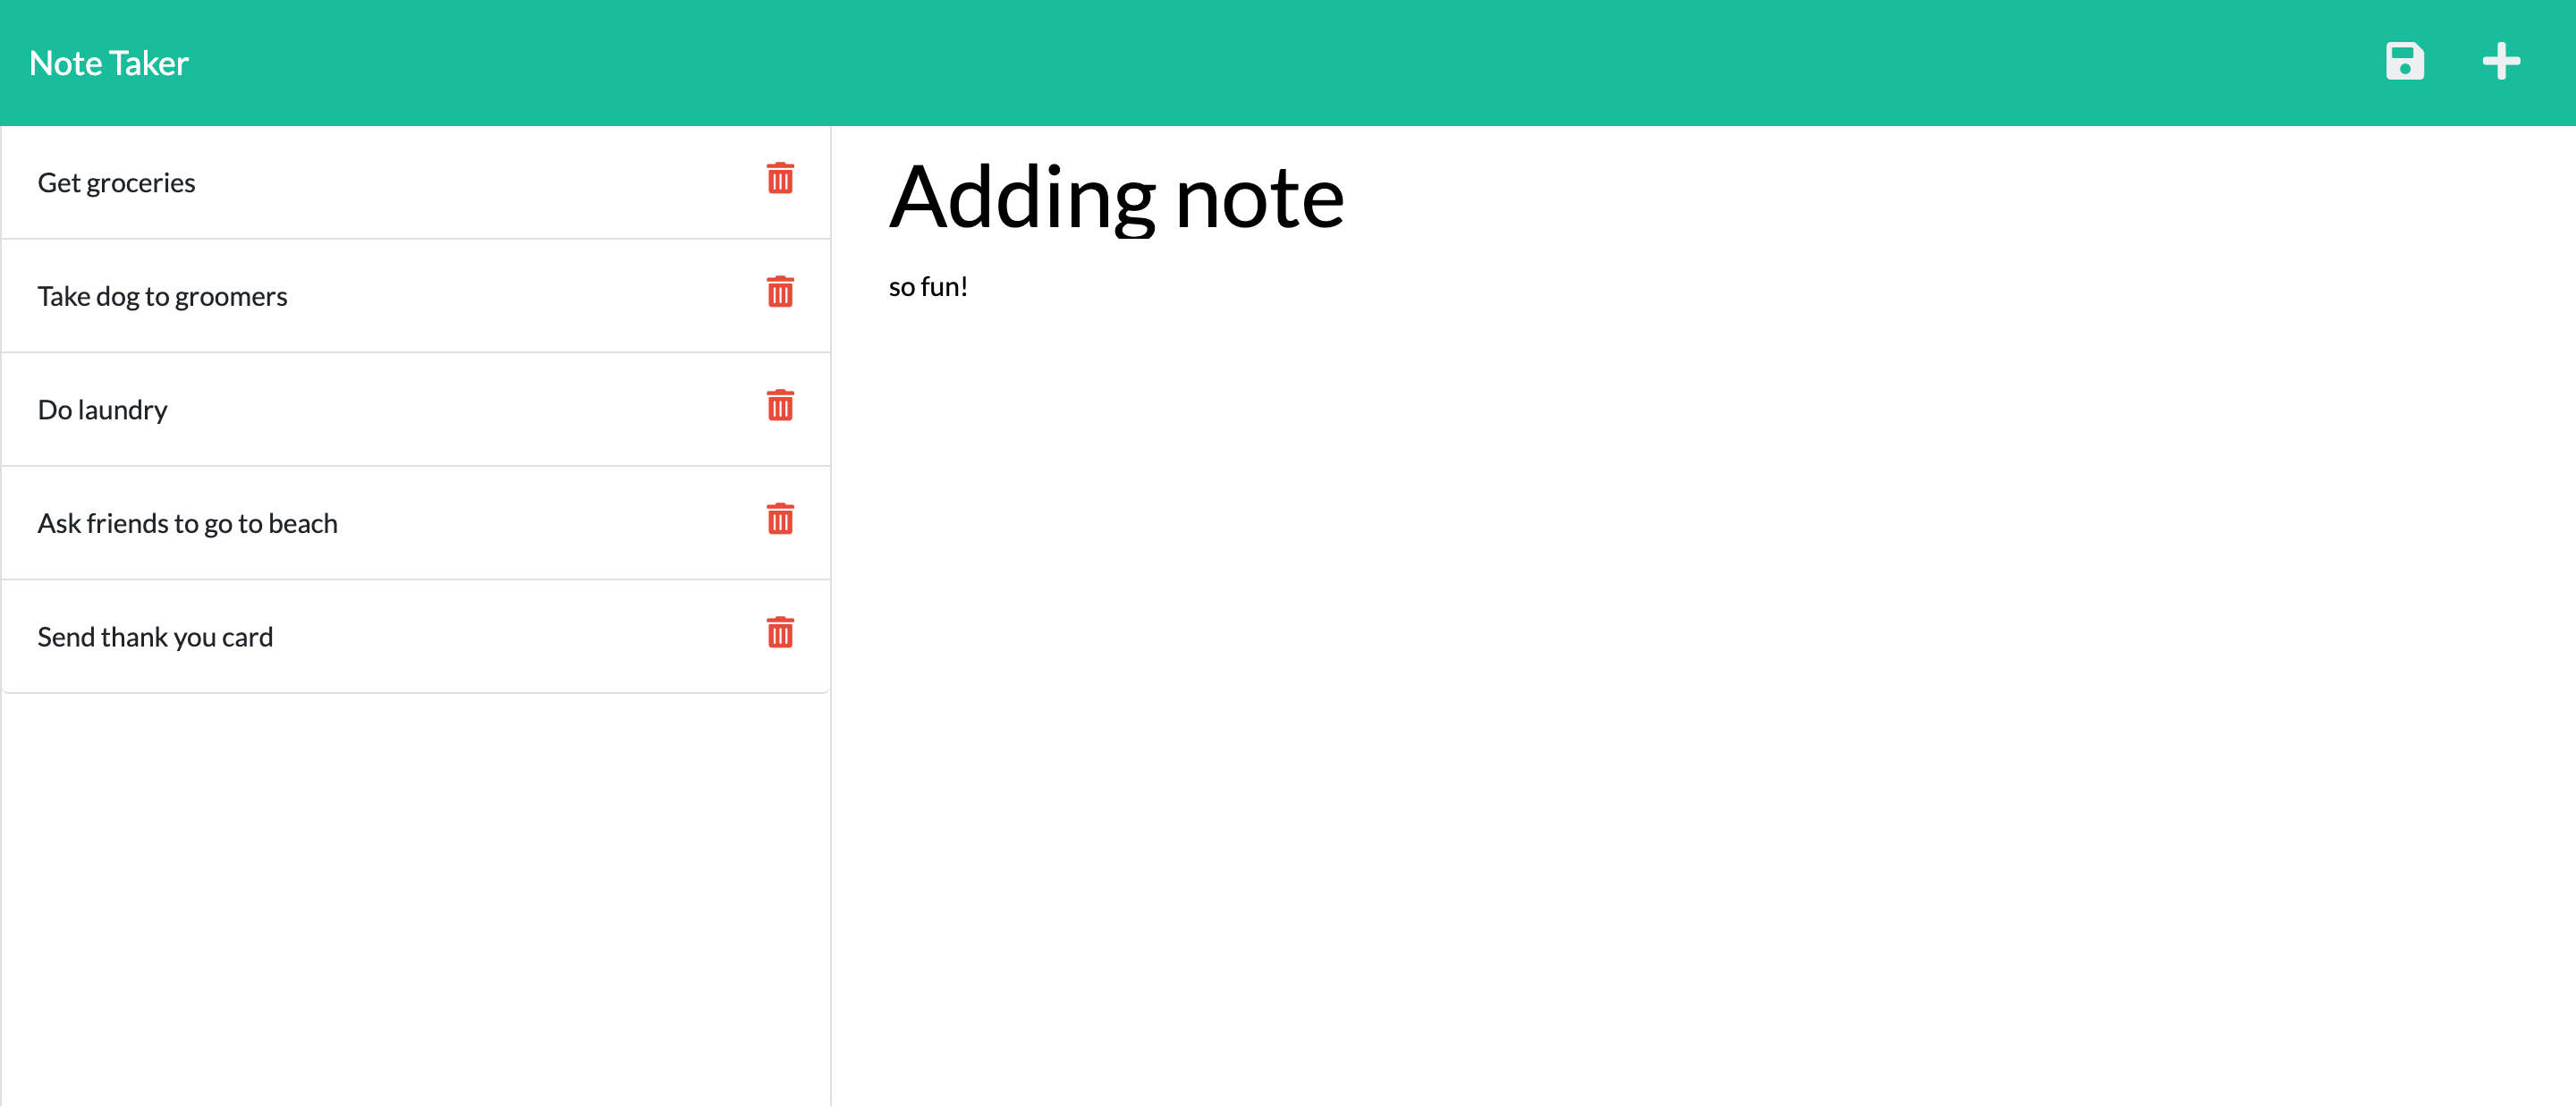 Note Taker
Get groceries
Take dog to groomers
Do laundry
Ask friends to go to beach
Send thank you card
Adding note
so fun!